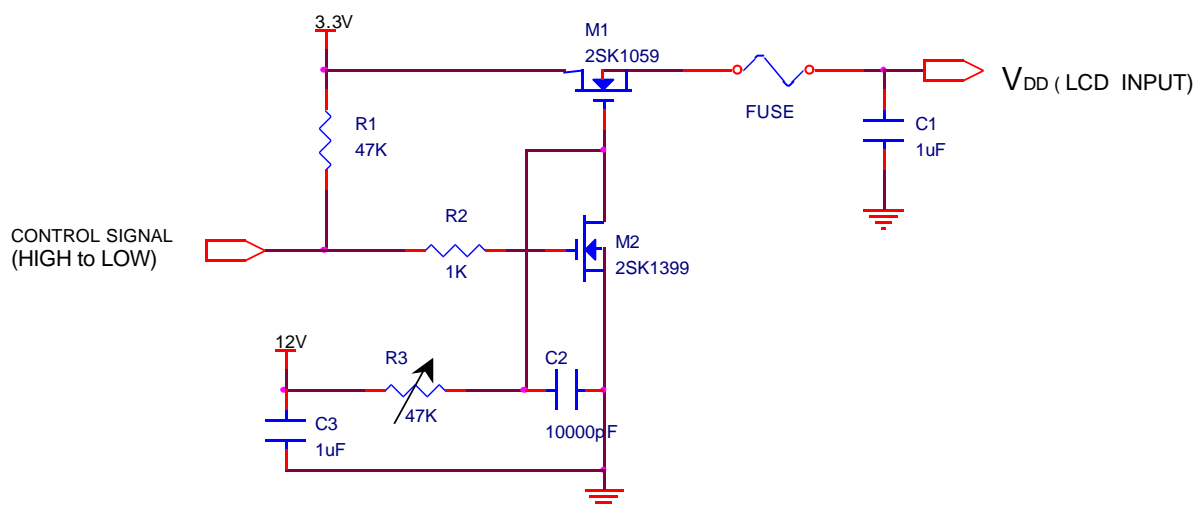 3.3V
M1
2SK1059
FUSE
VDD ( LCD INPUT)
R1
47K
C1
1uF
CONTROL SIGNAL
(HIGH to LOW)
R2
1K
M2
2SK1399
12V
R3
47K
C2
10000pF
C3
1uF